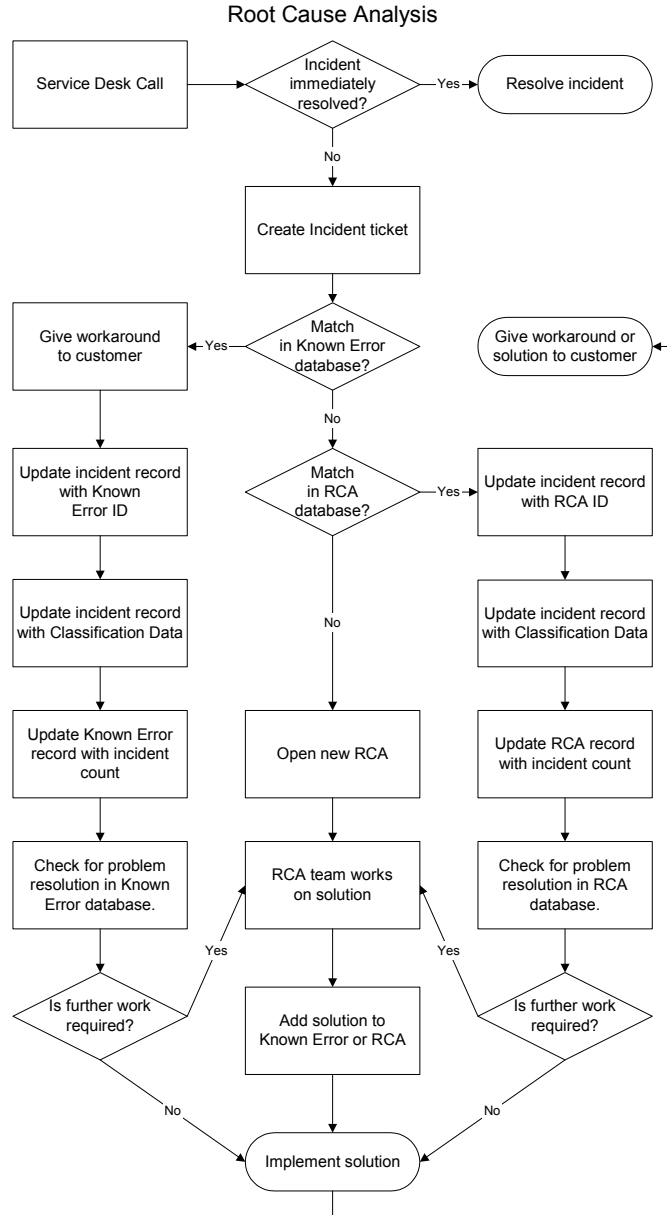 Root Cause Analysis
Service Desk Call
Incident
immediately
resolved?
Yes
Resolve incident
No
Create Incident ticket
Give workaround
to customer
Yes
Match
in Known Error
database?
Give workaround or
solution to customer
No
Update incident record
with Known
Error ID
Match
in RCA
database?
Yes
Update incident record
with RCA ID
Update incident record
with Classification Data
No
Update incident record
with Classification Data
Update Known Error
record with incident
count
Open new RCA
Update RCA record
with incident count
Check for problem
resolution in Known
Error database.
RCA team works
on solution
Check for problem
resolution in RCA
database.
Yes
Yes
Is further work
required?
Add solution to
Known Error or RCA
Is further work
required?
No
No
Implement solution